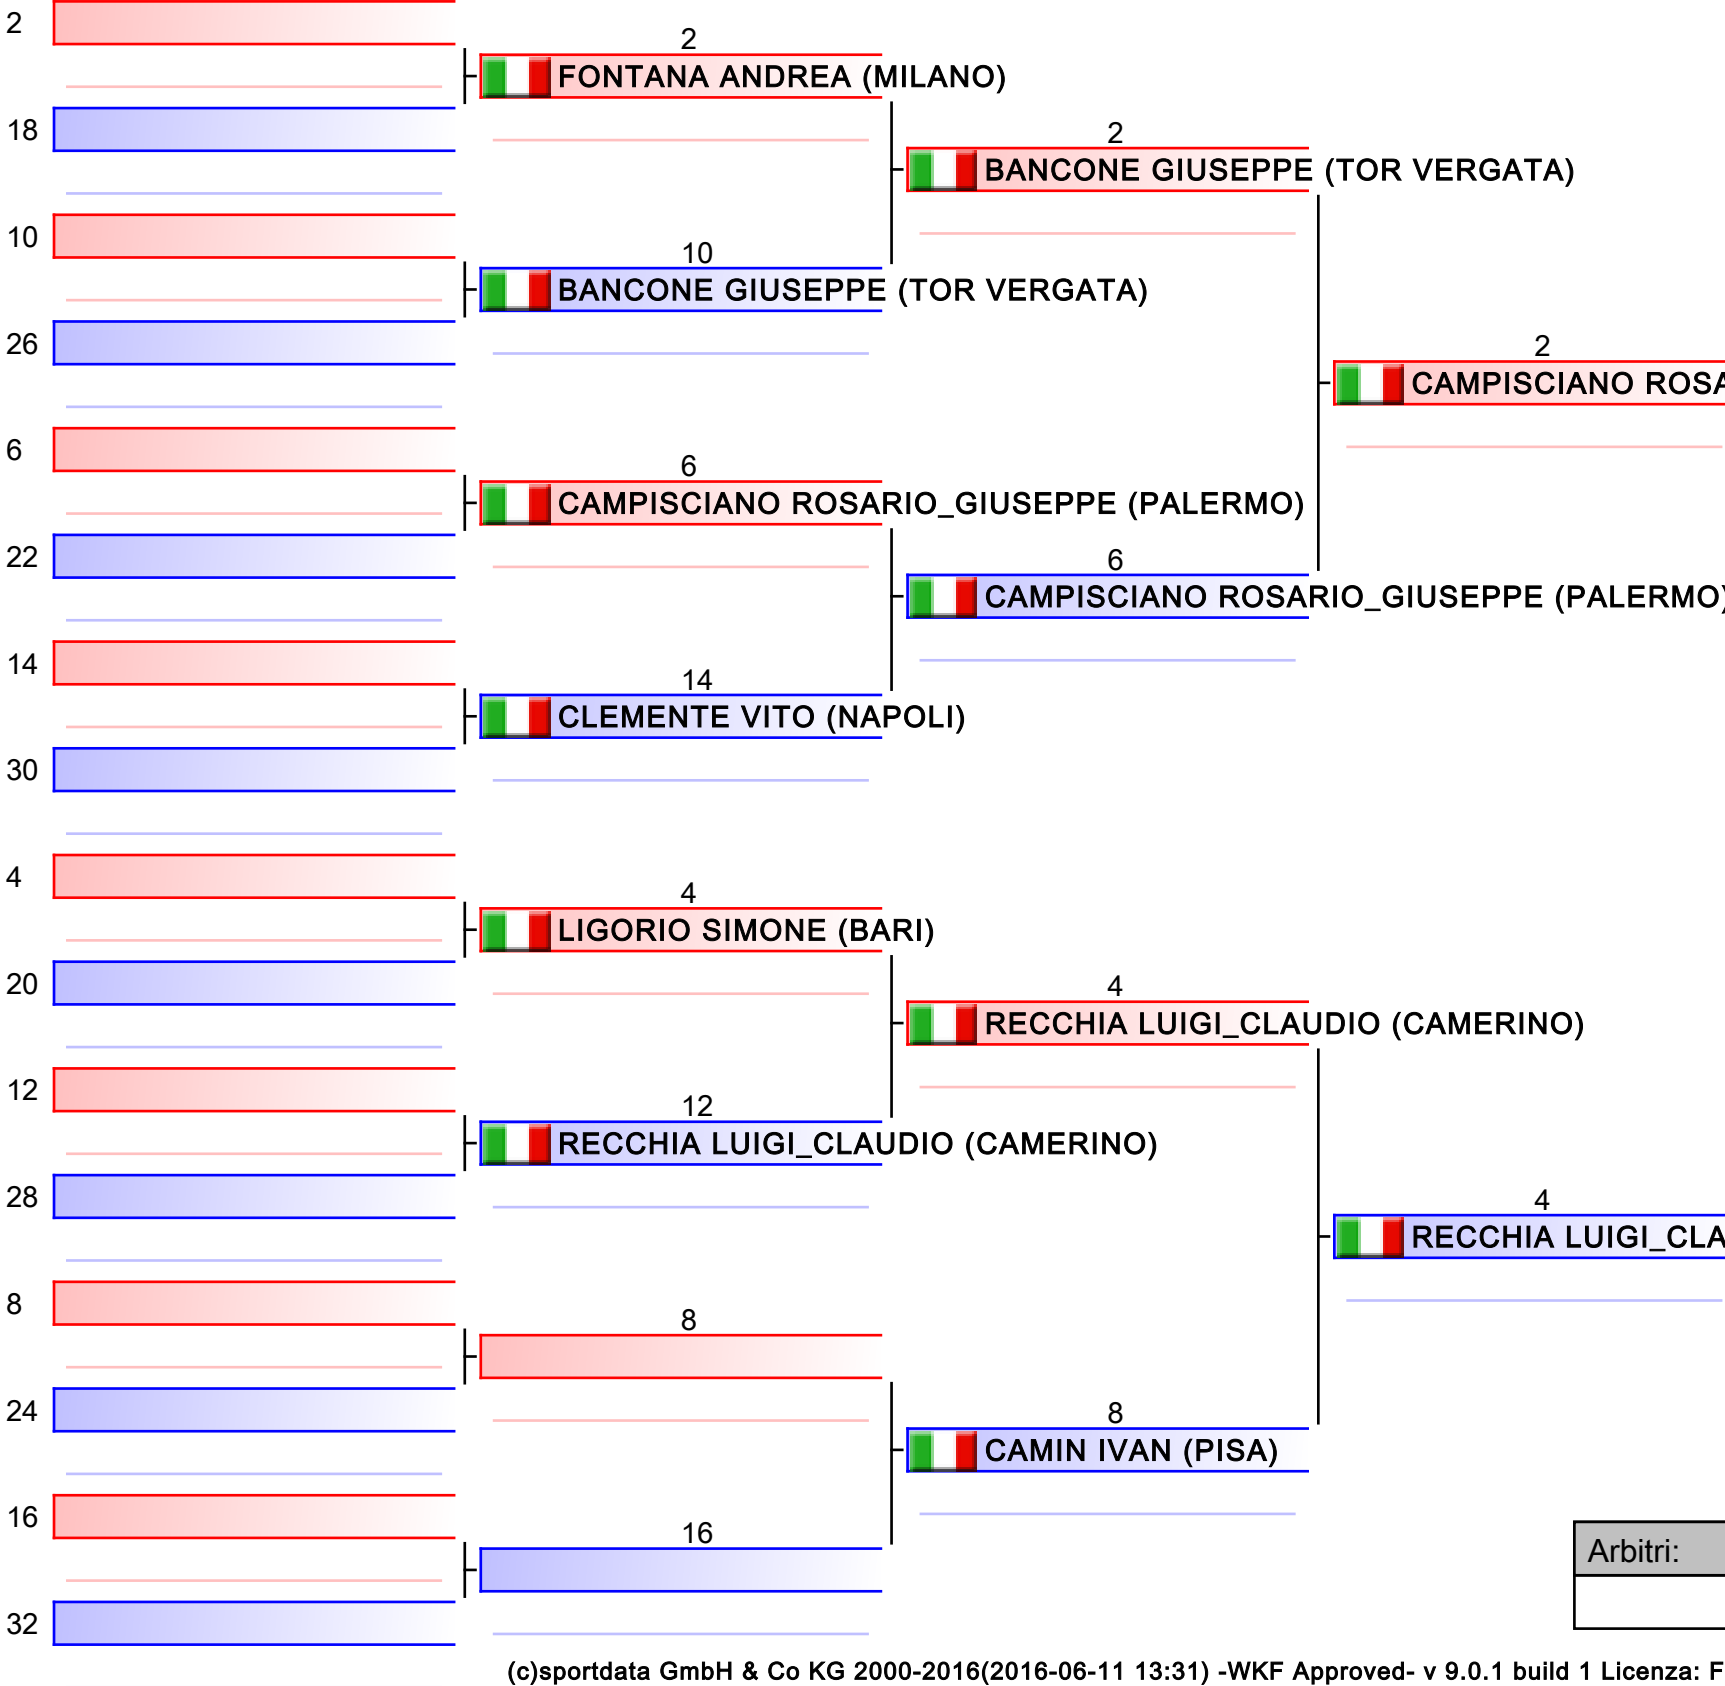 2
2
FONTANA ANDREA (MILANO)
18
2
BANCONE GIUSEPPE (TOR VERGATA)
10
10
BANCONE GIUSEPPE (TOR VERGATA)
26
2
CAMPISCIANO ROSA
6
6
CAMPISCIANO ROSARIO_GIUSEPPE (PALERMO)
22
6
CAMPISCIANO ROSARIO_GIUSEPPE (PALERMO)
14
14
CLEMENTE VITO (NAPOLI)
30
4
4
LIGORIO SIMONE (BARI)
20
4
RECCHIA LUIGI_CLAUDIO (CAMERINO)
12
12
RECCHIA LUIGI_CLAUDIO (CAMERINO)
28
4
RECCHIA LUIGI_CLA
8
8
24
8
CAMIN IVAN (PISA)
16
16
Arbitri:
32
(c)sportdata GmbH & Co KG 2000-2016(2016-06-11 13:31) -WKF Approved- v 9.0.1 build 1 Licenza: F